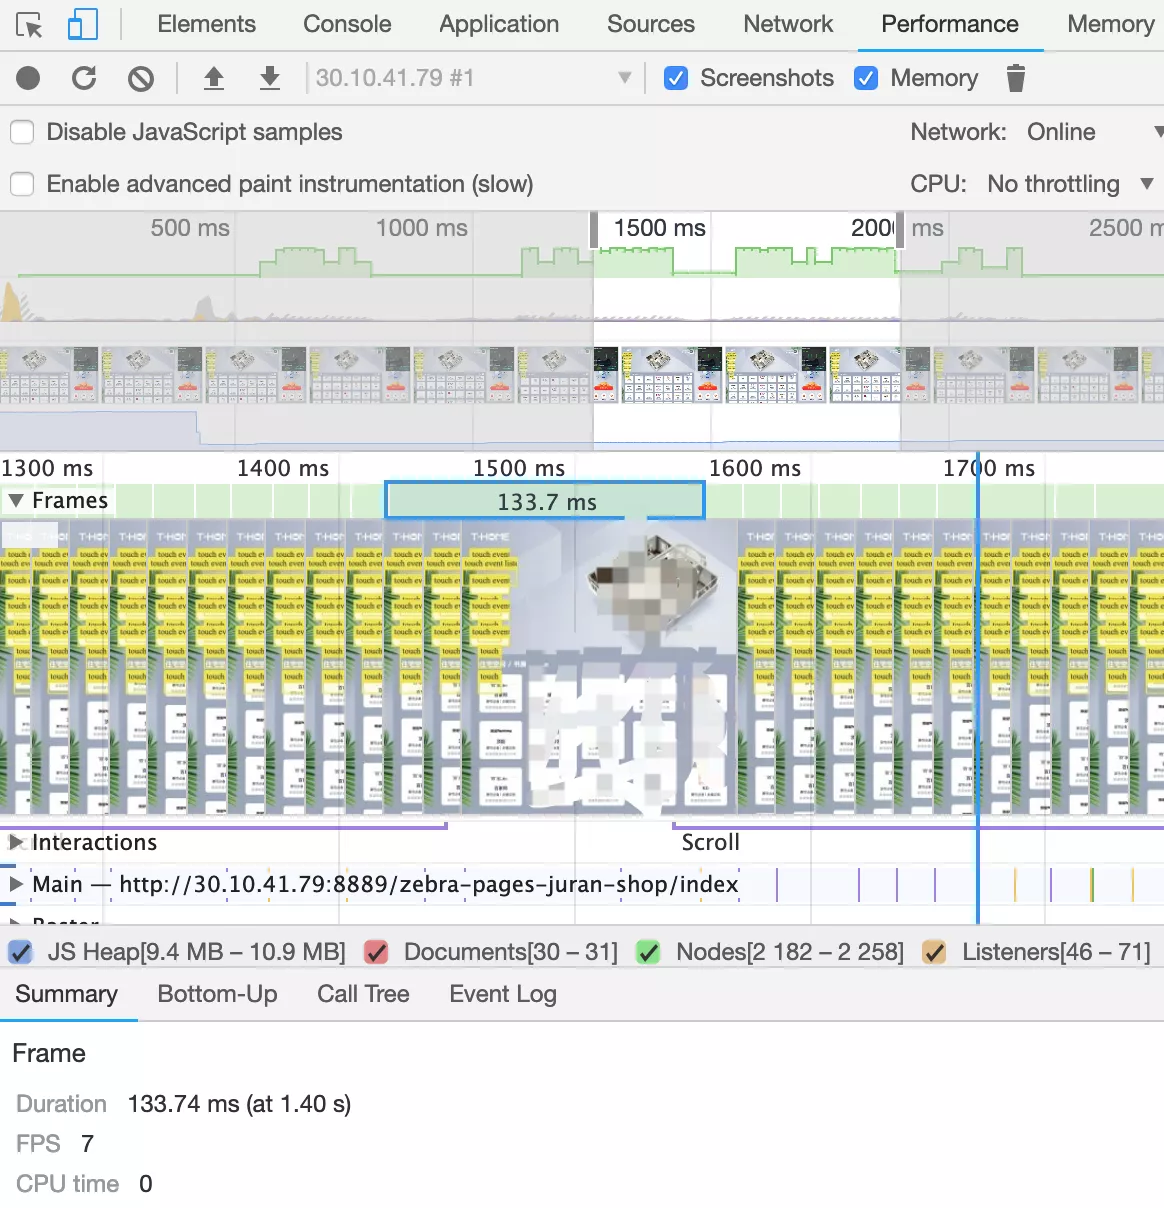 Elements Console Application Sources Network Performance Memory
30.10.41.79 #1 Screenshots Memory
Disable JavaScript samples Network: Online
Enable advanced paint instrumentation (slow) CPU: No throttling
500 ms 1000 ms 1500 ms 200 ms 2500 m
1300 ms 1400 ms 1500 ms 1600 ms 1700 ms
Frames 133.7 ms
T-HOME
touch event
Interactions Scroll
Main — http://30.10.41.79:8889/zebra-pages-juran-shop/index
Raster
JS Heap[9.4 MB – 10.9 MB] Documents[30 – 31] Nodes[2 182 – 2 258] Listeners[46 – 71]
Summary Bottom-Up Call Tree Event Log
Frame
Duration 133.74 ms (at 1.40 s)
FPS 7
CPU time 0